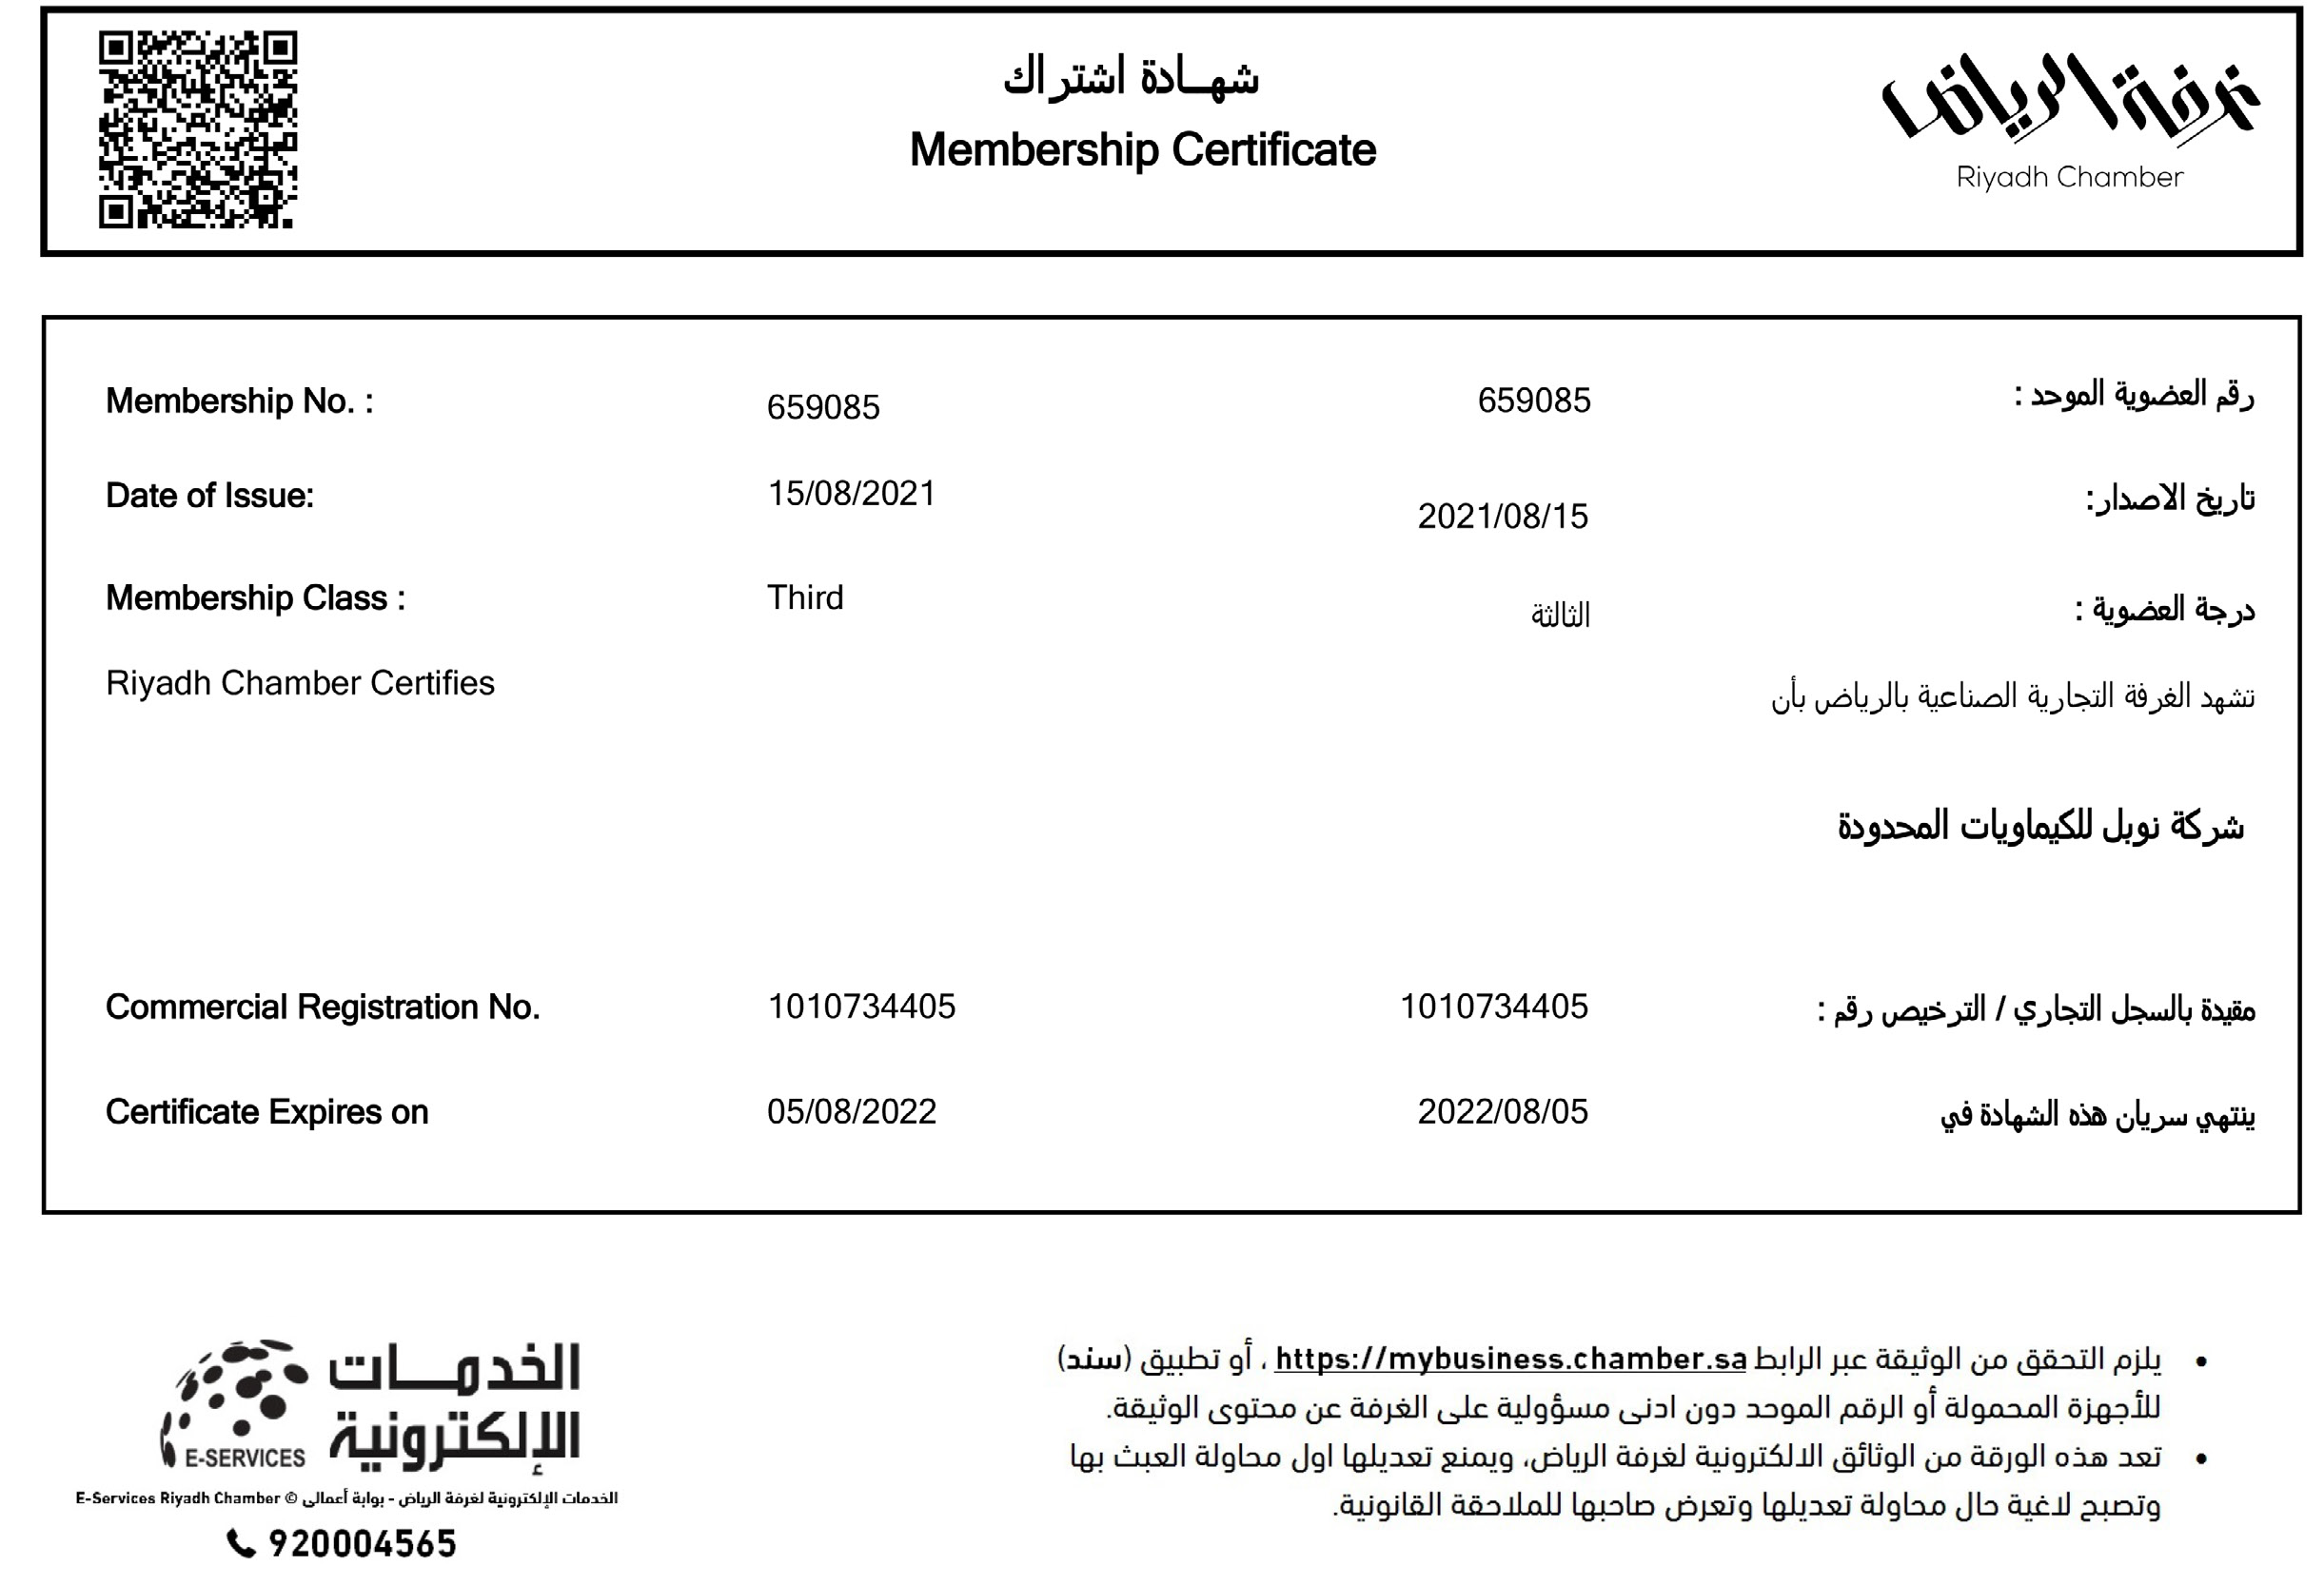 شهـــادة اشتراك
Membership Certificate
غرفة الرياض
Riyadh Chamber
Membership No. : 659085 659085 رقم العضوية الموحد :
Date of Issue: 15/08/2021 2021/08/15 تاريخ الاصدار:
Membership Class : Third الثالثة درجة العضوية :
Riyadh Chamber Certifies تشهد الغرفة التجارية الصناعية بالرياض بأن
شركة نوبل للكيماويات المحدودة
Commercial Registration No. 1010734405 1010734405 مقيدة بالسجل التجاري / الترخيص رقم :
Certificate Expires on 05/08/2022 2022/08/05 ينتهي سريان هذه الشهادة في
• يلزم التحقق من الوثيقة عبر الرابط https://mybusiness.chamber.sa ، أو تطبيق (سند)
للأجهزة المحمولة أو الرقم الموحد دون ادنى مسؤولية على الغرفة عن محتوى الوثيقة.
• تعد هذه الورقة من الوثائق الالكترونية لغرفة الرياض، ويمنع تعديلها اول محاولة العبث بها
وتصبح لاغية حال محاولة تعديلها وتعرض صاحبها للملاحقة القانونية.
الخدمـــات
الإلكترونية
E-SERVICES
الخدمات الإلكترونية لغرفة الرياض - بوابة أعمالي © E-Services Riyadh Chamber
920004565